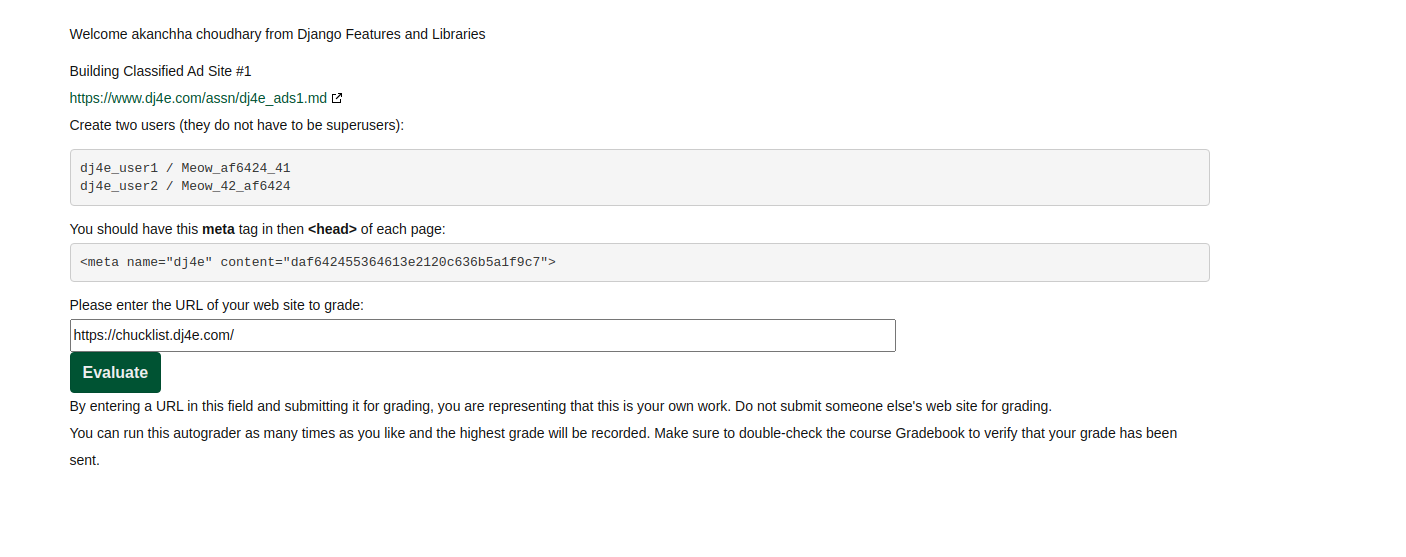 Welcome akanchha choudhary from Django Features and Libraries
Building Classified Ad Site #1
https://www.dj4e.com/assn/dj4e_ads1.md
Create two users (they do not have to be superusers):
dj4e_user1 / Meow_af6424_41
dj4e_user2 / Meow_42_af6424
You should have this meta tag in then <head> of each page:
<meta name="dj4e" content="daf642455364613e2120c636b5a1f9c7">
Please enter the URL of your web site to grade:
https://chucklist.dj4e.com/
Evaluate
By entering a URL in this field and submitting it for grading, you are representing that this is your own work. Do not submit someone else's web site for grading.
You can run this autograder as many times as you like and the highest grade will be recorded. Make sure to double-check the course Gradebook to verify that your grade has been
sent.